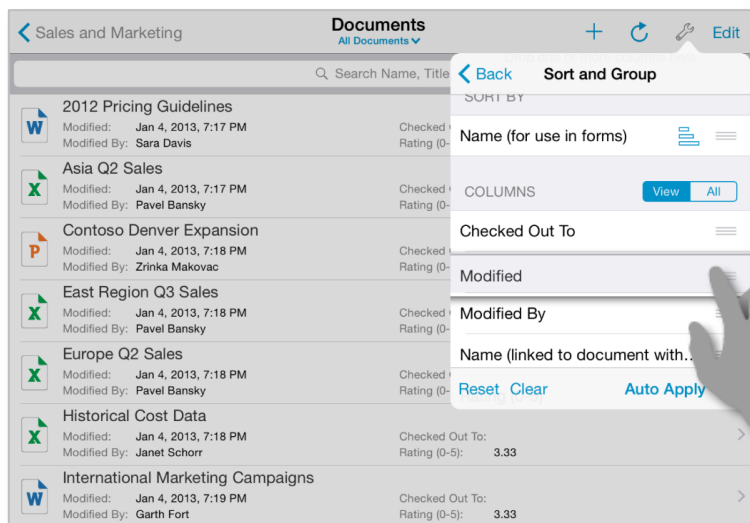 Sales and Marketing
Documents
All Documents
Edit
Search Name, Title
Back
Sort and Group
SORT BY
Name (for use in forms)
COLUMNS
View
All
Checked Out To
Modified
Modified By
Name (linked to document with...
Reset
Clear
Auto Apply
2012 Pricing Guidelines
Modified: Jan 4, 2013, 7:17 PM
Checked
Modified By: Sara Davis
Rating (0-
Asia Q2 Sales
Modified: Jan 4, 2013, 7:17 PM
Checked
Modified By: Pavel Bansky
Rating (0-
Contoso Denver Expansion
Modified: Jan 4, 2013, 7:18 PM
Checked
Modified By: Zrinka Makovac
Rating (0-
East Region Q3 Sales
Modified: Jan 4, 2013, 7:18 PM
Checked
Modified By: Pavel Bansky
Rating (0-
Europe Q2 Sales
Modified: Jan 4, 2013, 7:18 PM
Checked
Modified By: Pavel Bansky
Rating (0-
Historical Cost Data
Modified: Jan 4, 2013, 7:18 PM
Checked Out To:
Modified By: Janet Schorr
Rating (0-5): 3.33
International Marketing Campaigns
Modified: Jan 4, 2013, 7:19 PM
Checked Out To:
Modified By: Garth Fort
Rating (0-5): 3.33